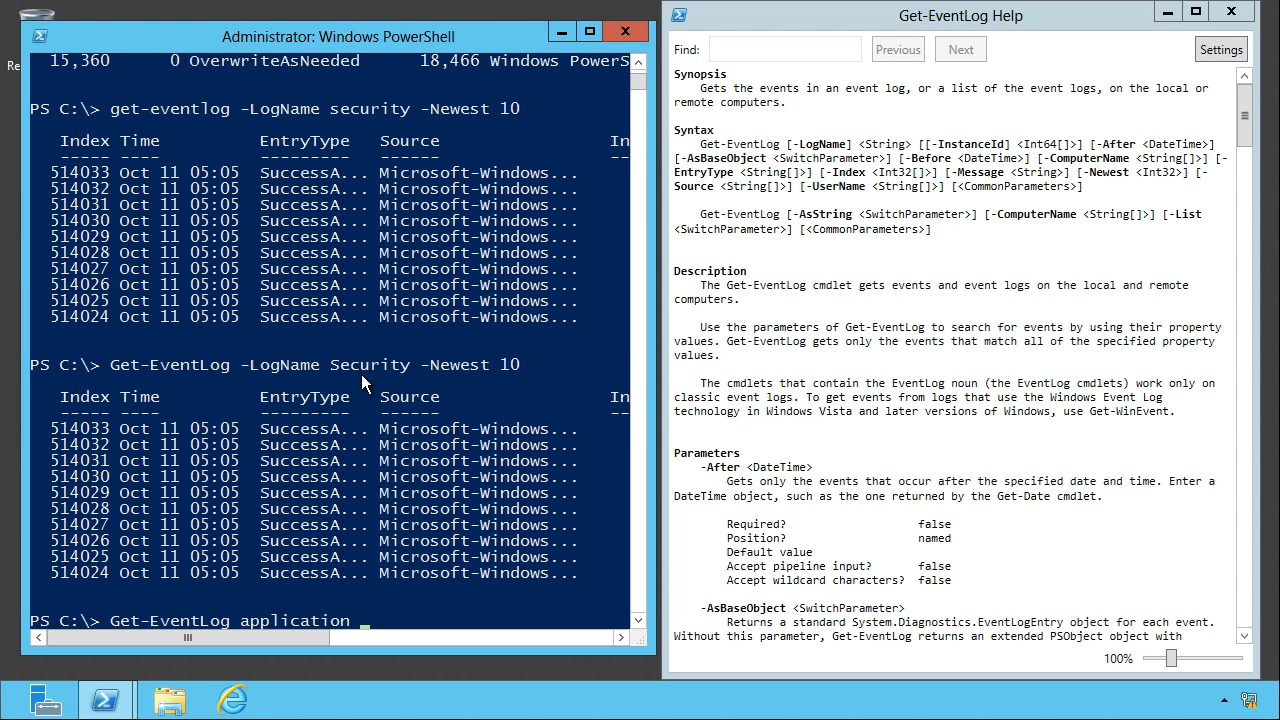 Re
Administrator: Windows PowerShell
15,360 0 OverwriteAsNeeded 18,466 Windows PowerS
PS C:\> get-eventlog -LogName security -Newest 10
Index Time EntryType Source In
----- ---- --------- ------ --
514033 Oct 11 05:05 SuccessA... Microsoft-Windows...
514032 Oct 11 05:05 SuccessA... Microsoft-Windows...
514031 Oct 11 05:05 SuccessA... Microsoft-Windows...
514030 Oct 11 05:05 SuccessA... Microsoft-Windows...
514029 Oct 11 05:05 SuccessA... Microsoft-Windows...
514028 Oct 11 05:05 SuccessA... Microsoft-Windows...
514027 Oct 11 05:05 SuccessA... Microsoft-Windows...
514026 Oct 11 05:05 SuccessA... Microsoft-Windows...
514025 Oct 11 05:05 SuccessA... Microsoft-Windows...
514024 Oct 11 05:05 SuccessA... Microsoft-Windows...
PS C:\> Get-EventLog -LogName Security -Newest 10
Index Time EntryType Source In
----- ---- --------- ------ --
514033 Oct 11 05:05 SuccessA... Microsoft-Windows...
514032 Oct 11 05:05 SuccessA... Microsoft-Windows...
514031 Oct 11 05:05 SuccessA... Microsoft-Windows...
514030 Oct 11 05:05 SuccessA... Microsoft-Windows...
514029 Oct 11 05:05 SuccessA... Microsoft-Windows...
514028 Oct 11 05:05 SuccessA... Microsoft-Windows...
514027 Oct 11 05:05 SuccessA... Microsoft-Windows...
514026 Oct 11 05:05 SuccessA... Microsoft-Windows...
514025 Oct 11 05:05 SuccessA... Microsoft-Windows...
514024 Oct 11 05:05 SuccessA... Microsoft-Windows...
PS C:\> Get-EventLog application _
Get-EventLog Help
Find: Previous Next Settings
Synopsis
Gets the events in an event log, or a list of the event logs, on the local or
remote computers.
Syntax
Get-EventLog [-LogName] <String> [[-InstanceId] <Int64[]>] [-After <DateTime>]
[-AsBaseObject <SwitchParameter>] [-Before <DateTime>] [-ComputerName <String[]>] [-
EntryType <String[]>] [-Index <Int32[]>] [-Message <String>] [-Newest <Int32>] [-
Source <String[]>] [-UserName <String[]>] [<CommonParameters>]
Get-EventLog [-AsString <SwitchParameter>] [-ComputerName <String[]>] [-List
<SwitchParameter>] [<CommonParameters>]
Description
The Get-EventLog cmdlet gets events and event logs on the local and remote
computers.
Use the parameters of Get-EventLog to search for events by using their property
values. Get-EventLog gets only the events that match all of the specified property
values.
The cmdlets that contain the EventLog noun (the EventLog cmdlets) work only on
classic event logs. To get events from logs that use the Windows Event Log
technology in Windows Vista and later versions of Windows, use Get-WinEvent.
Parameters
-After <DateTime>
Gets only the events that occur after the specified date and time. Enter a
DateTime object, such as the one returned by the Get-Date cmdlet.
Required? false
Position? named
Default value
Accept pipeline input? false
Accept wildcard characters? false
-AsBaseObject <SwitchParameter>
Returns a standard System.Diagnostics.EventLogEntry object for each event.
Without this parameter, Get-EventLog returns an extended PSObject object with
100%